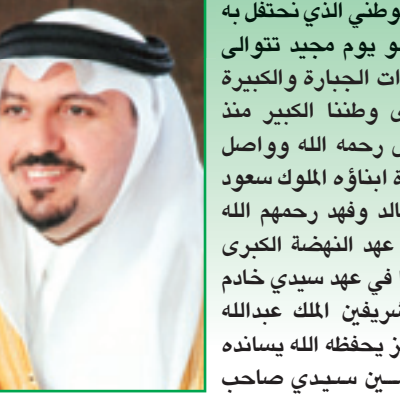 وطني الذي نحتفل به
و يوم مجيد تتوالى
ات الجبارة والكبيرة
ى وطننا الكبير منذ
رحمه الله وواصل
ة ابناؤه الملوك سعود
الد وفهد رحمهم الله
عهد النهضة الكبرى
ا في عهد سيدي خادم
شريفين الملك عبدالله
ز يحفظه الله يسانده
ـين سيدي صاحب